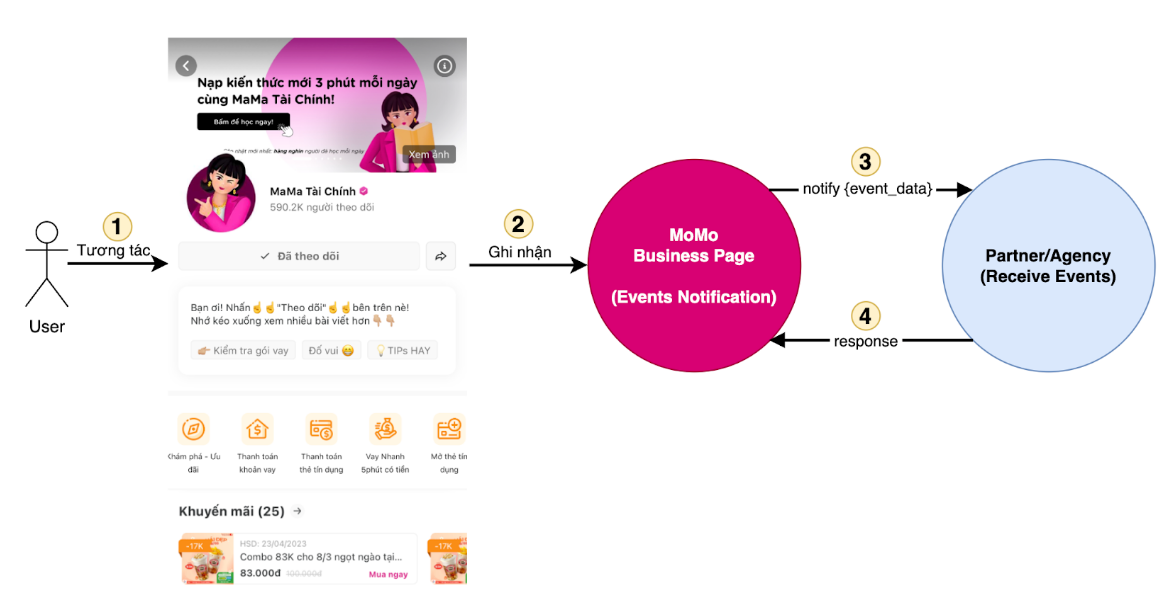 Nạp kiến thức mới 3 phút mỗi ngày
cùng MaMa Tài Chính!
Bấm để học ngay!
hàng nghìn người đã học mỗi ngày
Xem ảnh
MaMa Tài Chính
590.2K người theo dõi
Đã theo dõi
Bạn ơi! Nhấn☝️☝️"Theo dõi"☝️☝️bên trên nè!
Nhớ kéo xuống xem nhiều bài viết hơn👇🏼👇🏼
👉🏼 Kiểm tra gói vay
Đố vui 😁
💡TIPs HAY
Khám phá - Ưu
đãi
Thanh toán
khoản vay
Thanh toán
thẻ tín dụng
Vay Nhanh
5phút có tiền
Mở thẻ tín
dụng
Khuyến mãi (25) →
-17K
HSD: 23/04/2023
Combo 83K cho 8/3 ngọt ngào tại...
83.000đ 100.000đ
Mua ngay
-17K
User
1
Tương tác
2
Ghi nhận
MoMo
Business Page
(Events Notification)
3
notify {event_data}
4
response
Partner/Agency
(Receive Events)